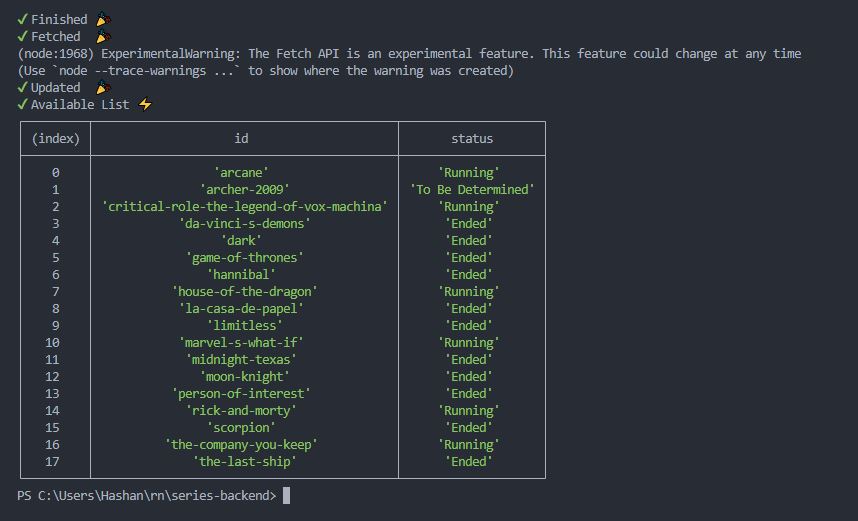 ✓ Finished 🎉
✓ Fetched 🎉
(node:1968) ExperimentalWarning: The Fetch API is an experimental feature. This feature could change at any time
(Use `node --trace-warnings ...` to show where the warning was created)
✓ Updated 🎉
✓ Available List ⚡
(index) id status
0 'arcane' 'Running'
1 'archer-2009' 'To Be Determined'
2 'critical-role-the-legend-of-vox-machina' 'Running'
3 'da-vinci-s-demons' 'Ended'
4 'dark' 'Ended'
5 'game-of-thrones' 'Ended'
6 'hannibal' 'Ended'
7 'house-of-the-dragon' 'Running'
8 'la-casa-de-papel' 'Ended'
9 'limitless' 'Ended'
10 'marvel-s-what-if' 'Running'
11 'midnight-texas' 'Ended'
12 'moon-knight' 'Ended'
13 'person-of-interest' 'Ended'
14 'rick-and-morty' 'Running'
15 'scorpion' 'Ended'
16 'the-company-you-keep' 'Running'
17 'the-last-ship' 'Ended'
PS C:\Users\Hashan\rn\series-backend>